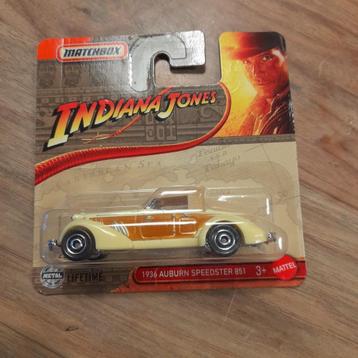 MATCHBOX
INDIANA JONES
METAL
LIFETIME
1936 AUBURN SPEEDSTER 851
3+
MATTEL